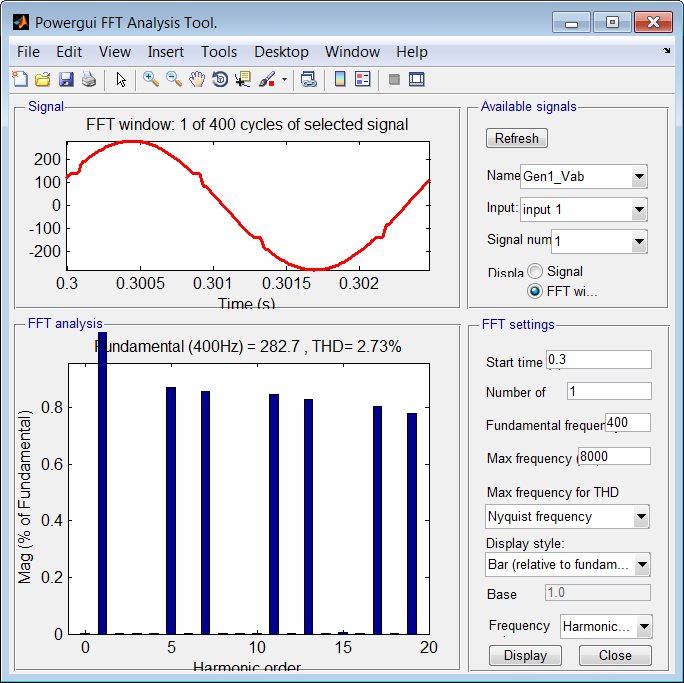 Powergui FFT Analysis Tool.
File Edit View Insert Tools Desktop Window Help
Signal
FFT window: 1 of 400 cycles of selected signal
200
100
0
-100
-200
0.3 0.3005 0.301 0.3015 0.302
Time (s)
FFT analysis
Fundamental (400Hz) = 282.7 , THD= 2.73%
Mag (% of Fundamental)
0.8
0.6
0.4
0.2
0
0 5 10 15 20
Harmonic order
Available signals
Refresh
Name Gen1_Vab
Input: input 1
Signal num 1
Displa Signal
FFT wi...
FFT settings
Start time 0.3
Number of 1
Fundamental frequen 400
Max frequency ( 8000
Max frequency for THD
Nyquist frequency
Display style:
Bar (relative to fundam...
Base 1.0
Frequency Harmonic...
Display Close